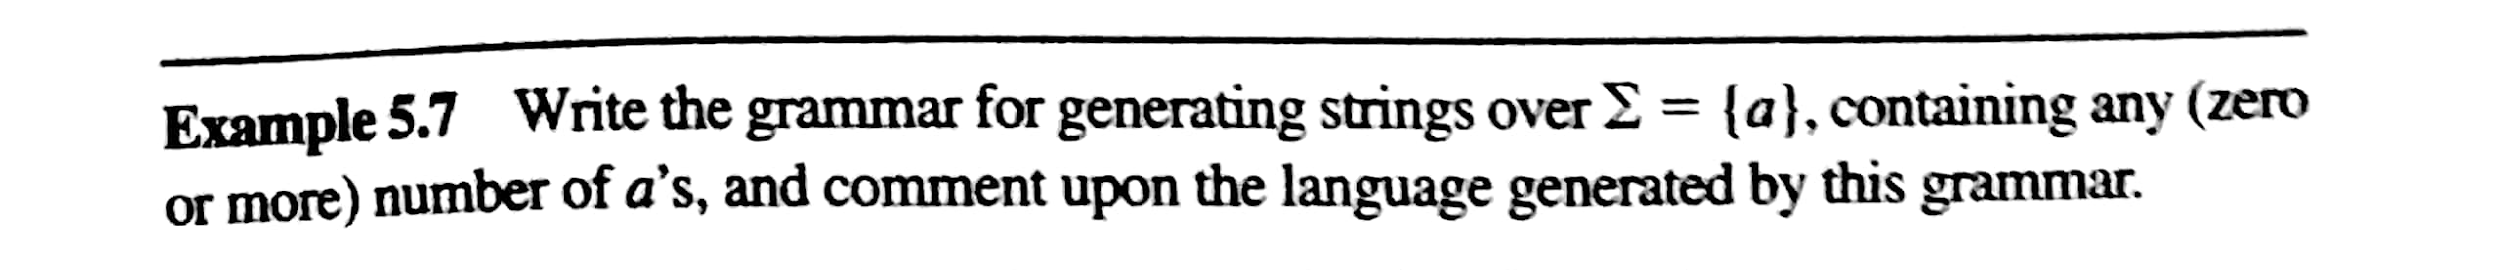 Example 5.7 Write the grammar for generating strings over Σ = {a}, containing any (zero
or more) number of a's, and comment upon the language generated by this grammar.